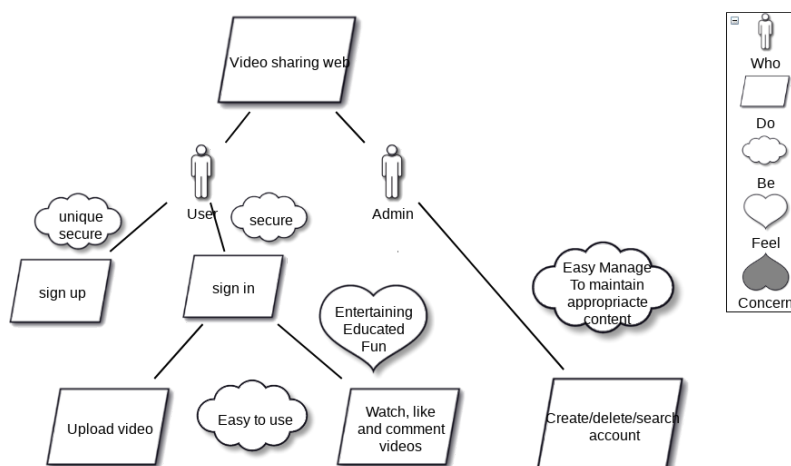 Video sharing web
User
Admin
unique
secure
secure
sign up
sign in
Entertaining
Educated
Fun
Easy Manage
To maintain
appropriacte
content
Upload video
Easy to use
Watch, like
and comment
videos
Create/delete/search
account
Who
Do
Be
Feel
Concern